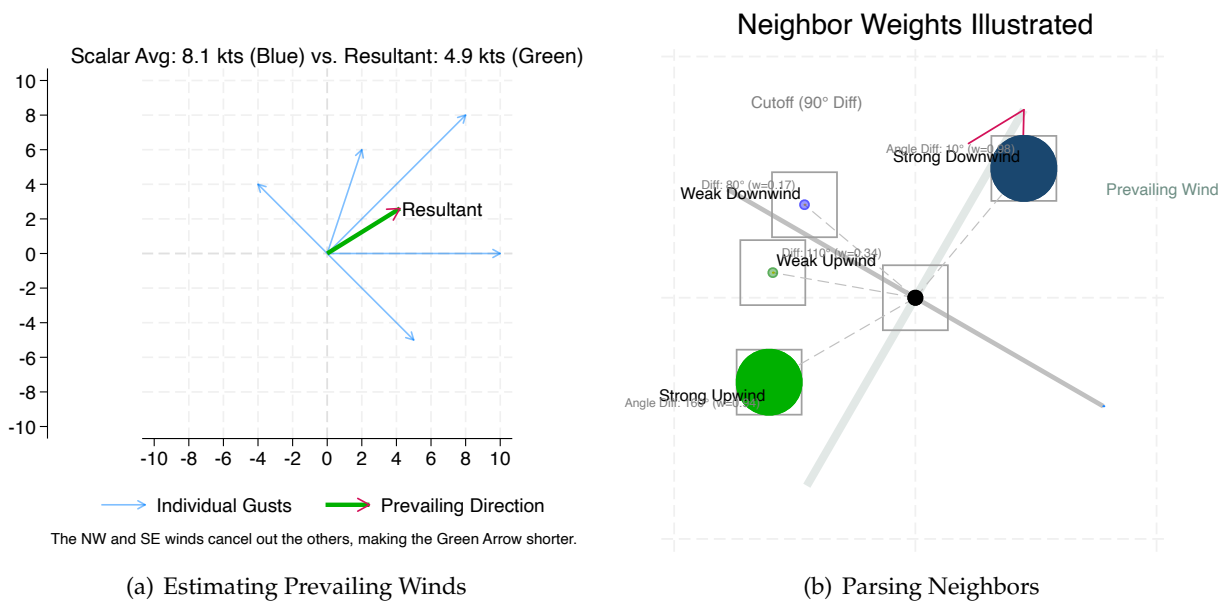 Scalar Avg: 8.1 kts (Blue) vs. Resultant: 4.9 kts (Green)
10
8
6
4
2
0
-2
-4
-6
-8
-10
Resultant
-10 -8 -6 -4 -2 0 2 4 6 8 10
Individual Gusts
Prevailing Direction
The NW and SE winds cancel out the others, making the Green Arrow shorter.
(a) Estimating Prevailing Winds
Neighbor Weights Illustrated
Cutoff (90° Diff)
Angle Diff: 10° (w=0.98)
Strong Downwind
Diff: 80° (w=0.17)
Weak Downwind
Prevailing Wind
Diff: 110° (w=0.34)
Weak Upwind
Strong Upwind
Angle Diff: 160°
(b) Parsing Neighbors